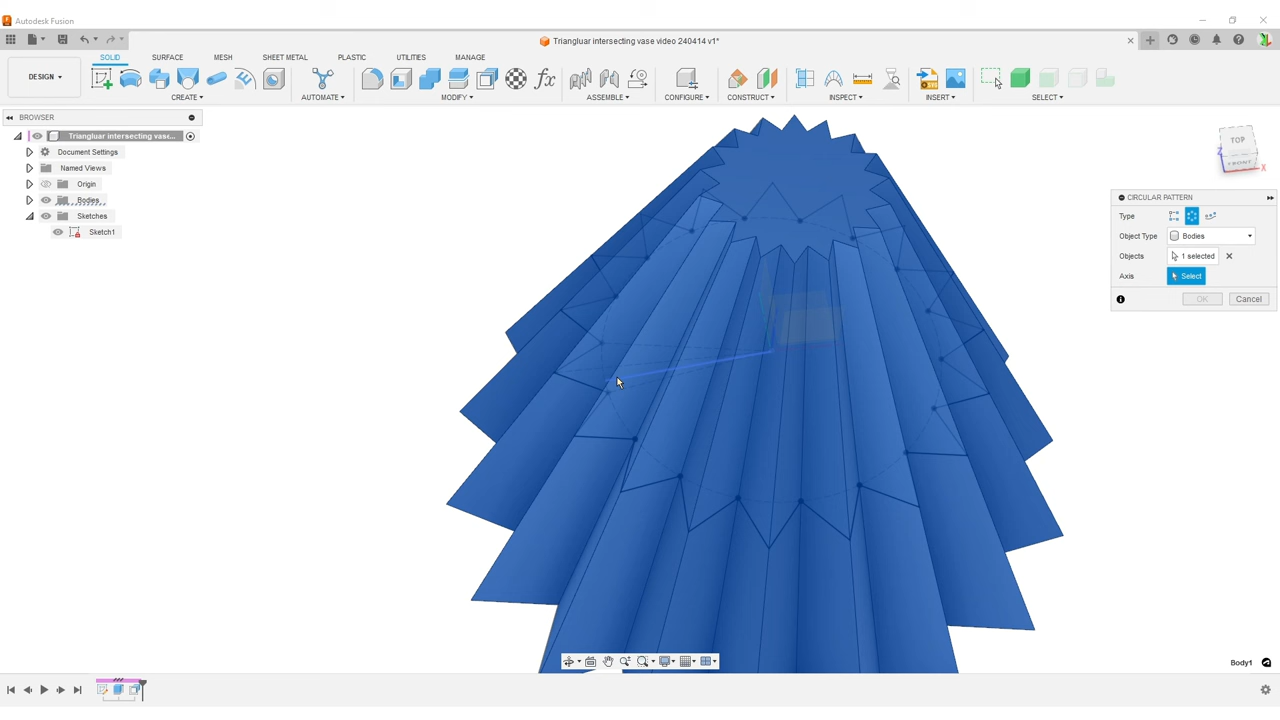 Autodesk Fusion
Triangluar intersecting vase video 240414 v1*
DESIGN
SOLID SURFACE MESH SHEET METAL PLASTIC UTILITIES MANAGE
CREATE AUTOMATE MODIFY ASSEMBLE CONFIGURE CONSTRUCT INSPECT INSERT SELECT
BROWSER
Triangluar intersecting vase...
Document Settings
Named Views
Origin
Bodies
Sketches
Sketch1
TOP
FRONT
Z
X
CIRCULAR PATTERN
Type
Object Type Bodies
Objects 1 selected
Axis Select
OK Cancel
Body1